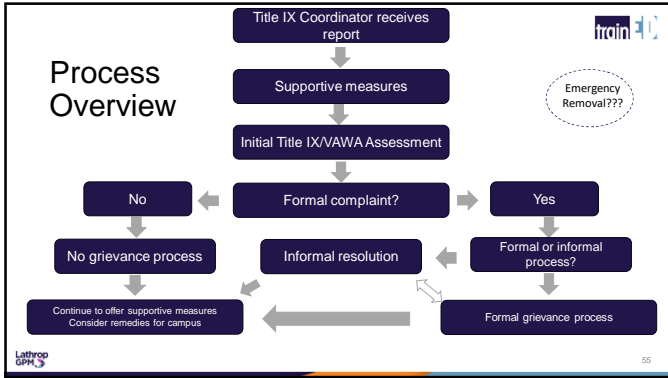 Title IX Coordinator receives
report
trainED
Process
Overview
Supportive measures
Emergency
Removal???
Initial Title IX/VAWA Assessment
No
Formal complaint?
Yes
No grievance process
Informal resolution
Formal or informal
process?
Continue to offer supportive measures
Consider remedies for campus
Formal grievance process
Lathrop
GPM
55